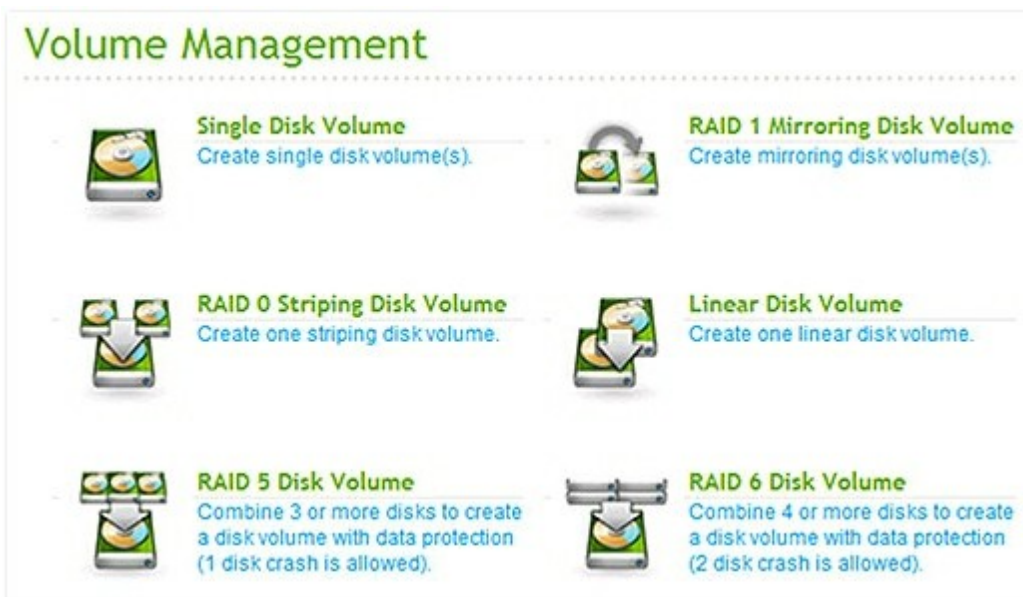 Volume Management
Single Disk Volume
Create single disk volume(s).
RAID 1 Mirroring Disk Volume
Create mirroring disk volume(s).
RAID 0 Striping Disk Volume
Create one striping disk volume.
Linear Disk Volume
Create one linear disk volume.
RAID 5 Disk Volume
Combine 3 or more disks to create
a disk volume with data protection
(1 disk crash is allowed).
RAID 6 Disk Volume
Combine 4 or more disks to create
a disk volume with data protection
(2 disk crash is allowed).